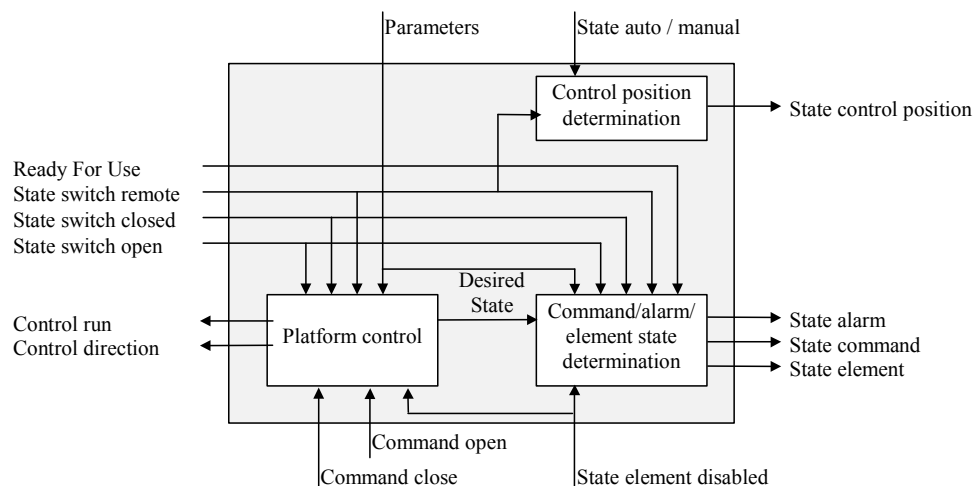 Parameters
State auto / manual
Control position
determination
State control position
Ready For Use
State switch remote
State switch closed
State switch open
Desired
State
Control run
Control direction
Platform control
Command/alarm/
element state
determination
State alarm
State command
State element
Command open
Command close
State element disabled